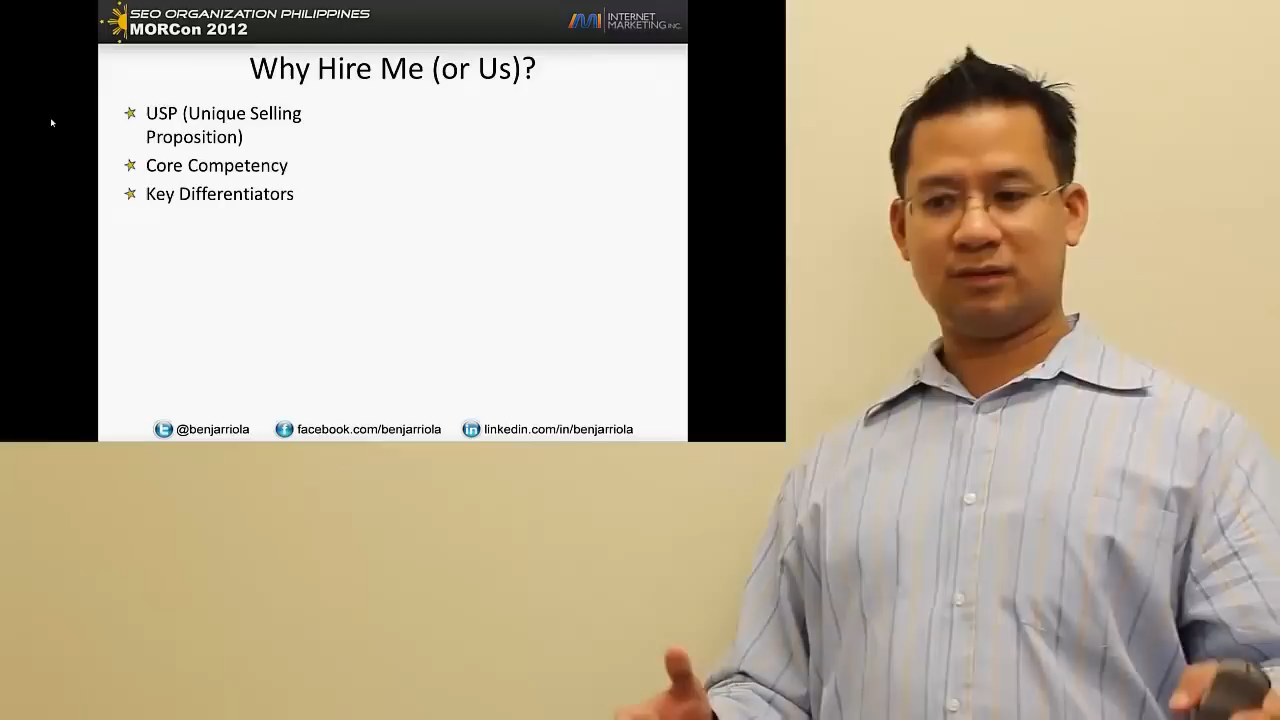 SEO ORGANIZATION PHILIPPINES
MORCon 2012
INTERNET
MARKETING INC.
Why Hire Me (or Us)?
USP (Unique Selling
Proposition)
Core Competency
Key Differentiators
@benjarriola
facebook.com/benjarriola
linkedin.com/in/benjarriola